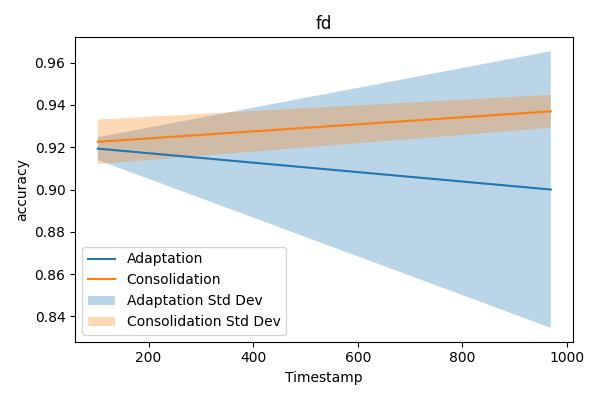 fd
accuracy
0.96
0.94
0.92
0.90
0.88
0.86
0.84
Adaptation
Consolidation
Adaptation Std Dev
Consolidation Std Dev
200
400
600
800
1000
Timestamp